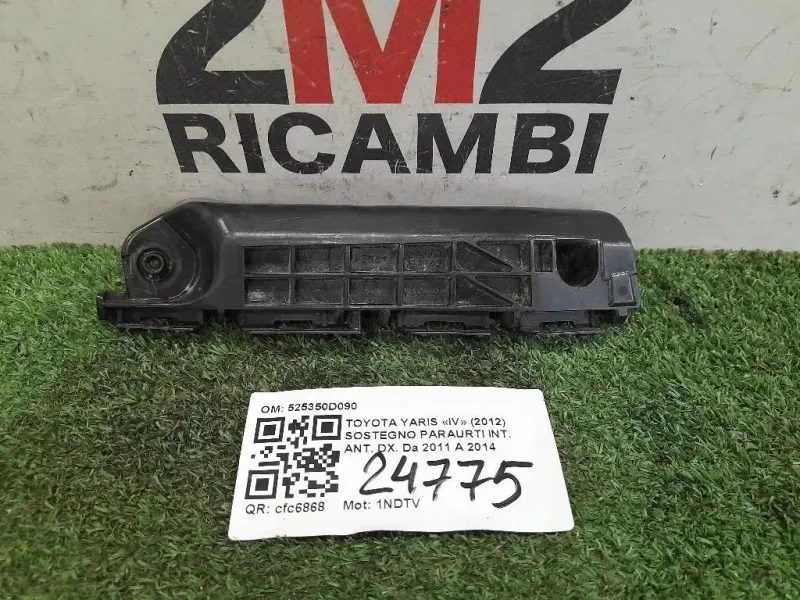 2M2
RICAMBI
OM: 525350D090
TOYOTA YARIS «IV» (2012)
SOSTEGNO PARAURTI INT.
ANT. DX. Da 2011 A 2014
24775
QR: cfc6868 Mot: 1NDTV